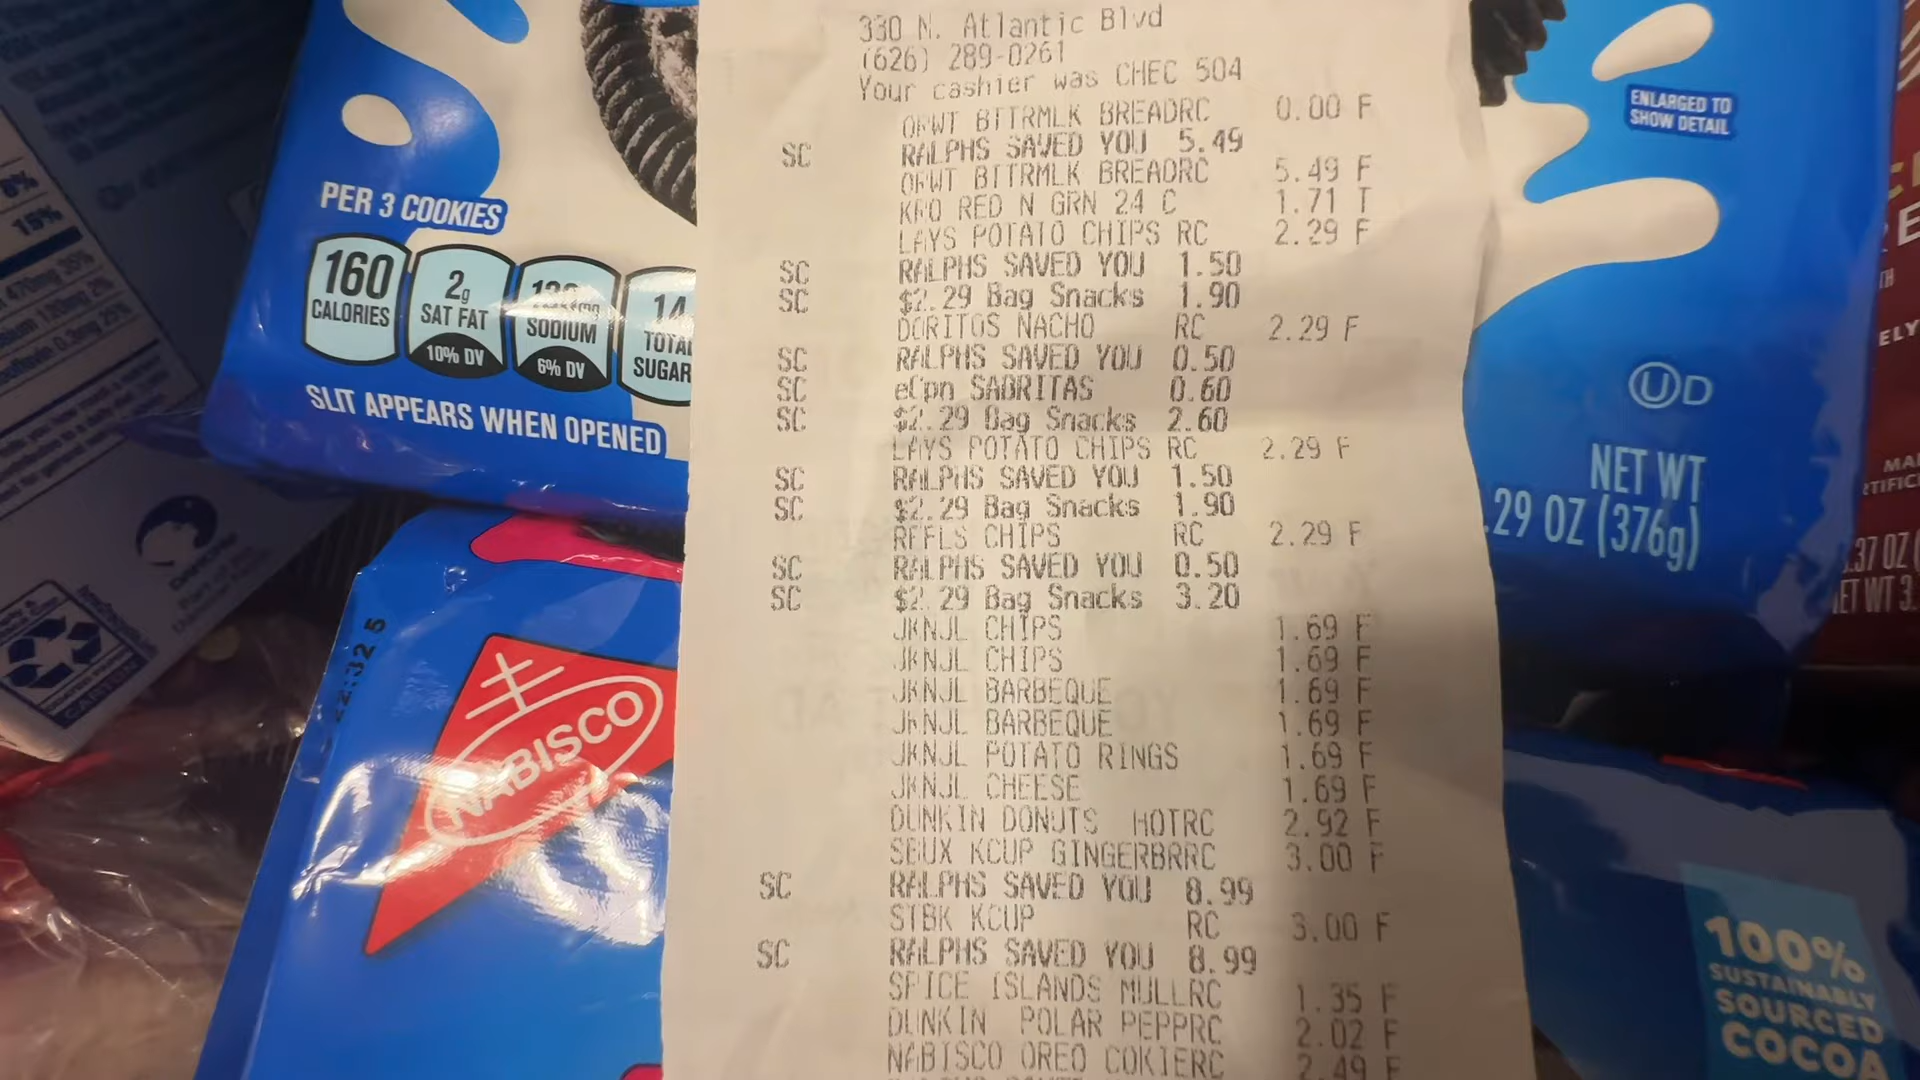 330 N. Atlantic Blvd
(626) 289-0261
Your cashier was CHEC 504
ORWT BTTRMLK BREADRC 0.00 F
SC RALPHS SAVED YOU 5.49
ORWT BTTRMLK BREADRC 5.49 F
KRO RED N GRN 24 C 1.71 T
LAYS POTATO CHIPS RC 2.29 F
SC RALPHS SAVED YOU 1.50
SC $2.29 Bag Snacks 1.90
DORITOS NACHO RC 2.29 F
SC RALPHS SAVED YOU 0.50
SC eCpn SABRITAS 0.60
SC $2.29 Bag Snacks 2.60
LAYS POTATO CHIPS RC 2.29 F
SC RALPHS SAVED YOU 1.50
SC $2.29 Bag Snacks 1.90
RFFLS CHIPS RC 2.29 F
SC RALPHS SAVED YOU 0.50
SC $2.29 Bag Snacks 3.20
JKNJL CHIPS 1.69 F
JKNJL CHIPS 1.69 F
JKNJL BARBEQUE 1.69 F
JKNJL BARBEQUE 1.69 F
JKNJL POTATO RINGS 1.69 F
JKNJL CHEESE 1.69 F
DUNKIN DONUTS HOTRC 2.92 F
SBUX KCUP GINGERBRRC 3.00 F
SC RALPHS SAVED YOU 8.99
STBK KCUP RC 3.00 F
SC RALPHS SAVED YOU 8.99
SPICE ISLANDS MULLRC 1.35 F
DUNKIN POLAR PEPPRC 2.02 F
NABISCO OREO COKIERC 2.49 F
PER 3 COOKIES
160 CALORIES
2g SAT FAT
10% DV
SODIUM
6% DV
14
TOTAL
SUGAR
SLIT APPEARS WHEN OPENED
NABISCO
ENLARGED TO
SHOW DETAIL
UD
NET WT
.29 OZ (376g)
100%
SUSTAINABLY
SOURCED
COCOA